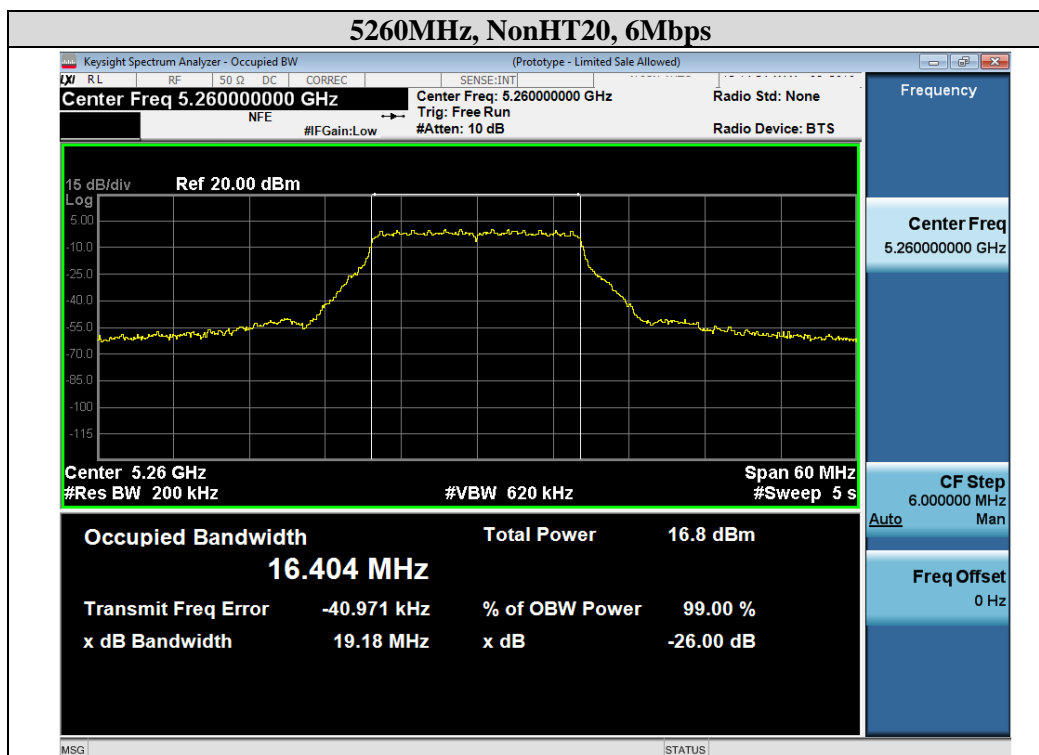 5260MHz, NonHT20, 6Mbps
Keysight Spectrum Analyzer - Occupied BW (Prototype - Limited Sale Allowed)
LXI RL RF 50 Ω DC CORREC SENSE:INT
Center Freq 5.260000000 GHz
NFE
#IFGain:Low
Center Freq: 5.260000000 GHz
Trig: Free Run
#Atten: 10 dB
Radio Std: None
Radio Device: BTS
Frequency
15 dB/div Ref 20.00 dBm
Log
5.00
-10.0
-25.0
-40.0
-55.0
-70.0
-85.0
-100
-115
Center 5.26 GHz Span 60 MHz
#Res BW 200 kHz #VBW 620 kHz #Sweep 5 s
Center Freq
5.260000000 GHz
CF Step
6.000000 MHz
Auto Man
Freq Offset
0 Hz
Occupied Bandwidth Total Power 16.8 dBm
16.404 MHz
Transmit Freq Error -40.971 kHz % of OBW Power 99.00 %
x dB Bandwidth 19.18 MHz x dB -26.00 dB
MSG STATUS